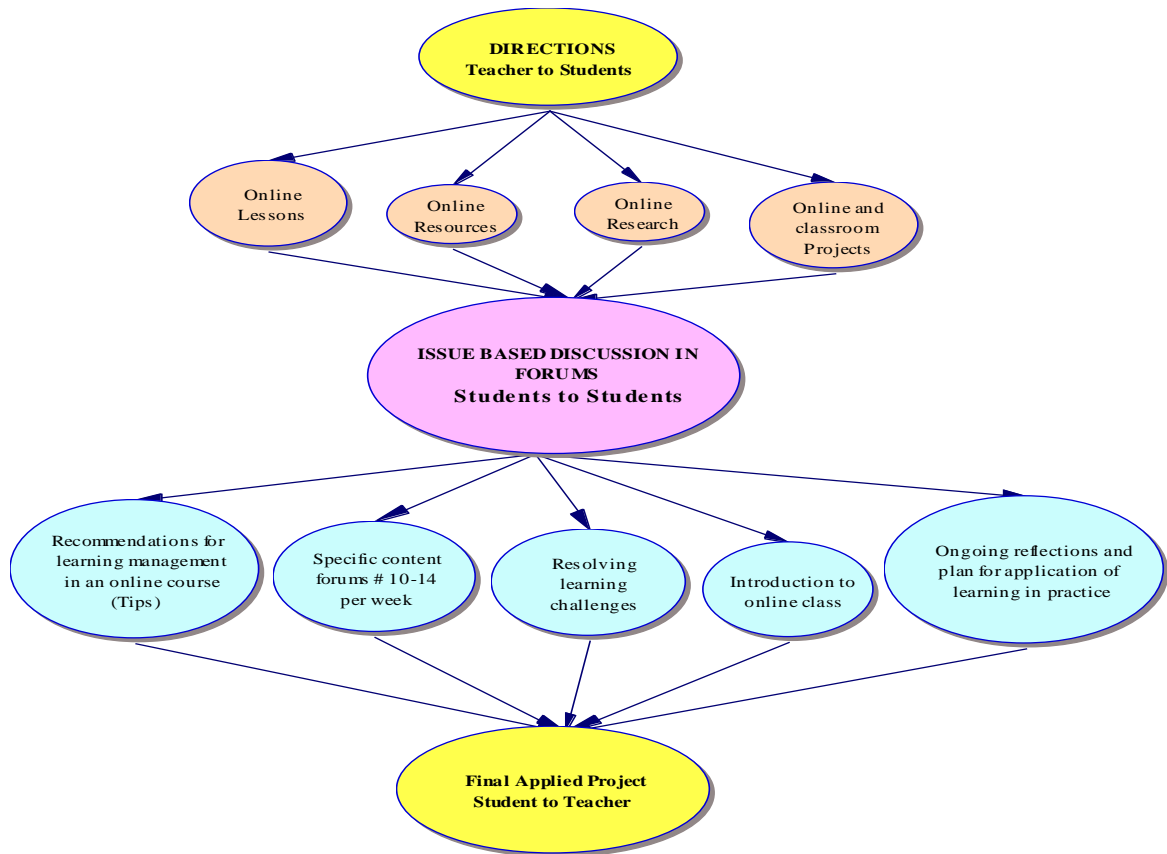 DIRECTIONS
Teacher to Students
Online
Lessons
Online
Resources
Online
Research
Online and
classroom
Projects
ISSUE BASED DISCUSSION IN
FORUMS
Students to Students
Recommendations for
learning management
in an online course
(Tips)
Specific content
forums # 10-14
per week
Resolving
learning
challenges
Introduction to
online class
Ongoing reflections and
plan for application of
learning in practice
Final Applied Project
Student to Teacher